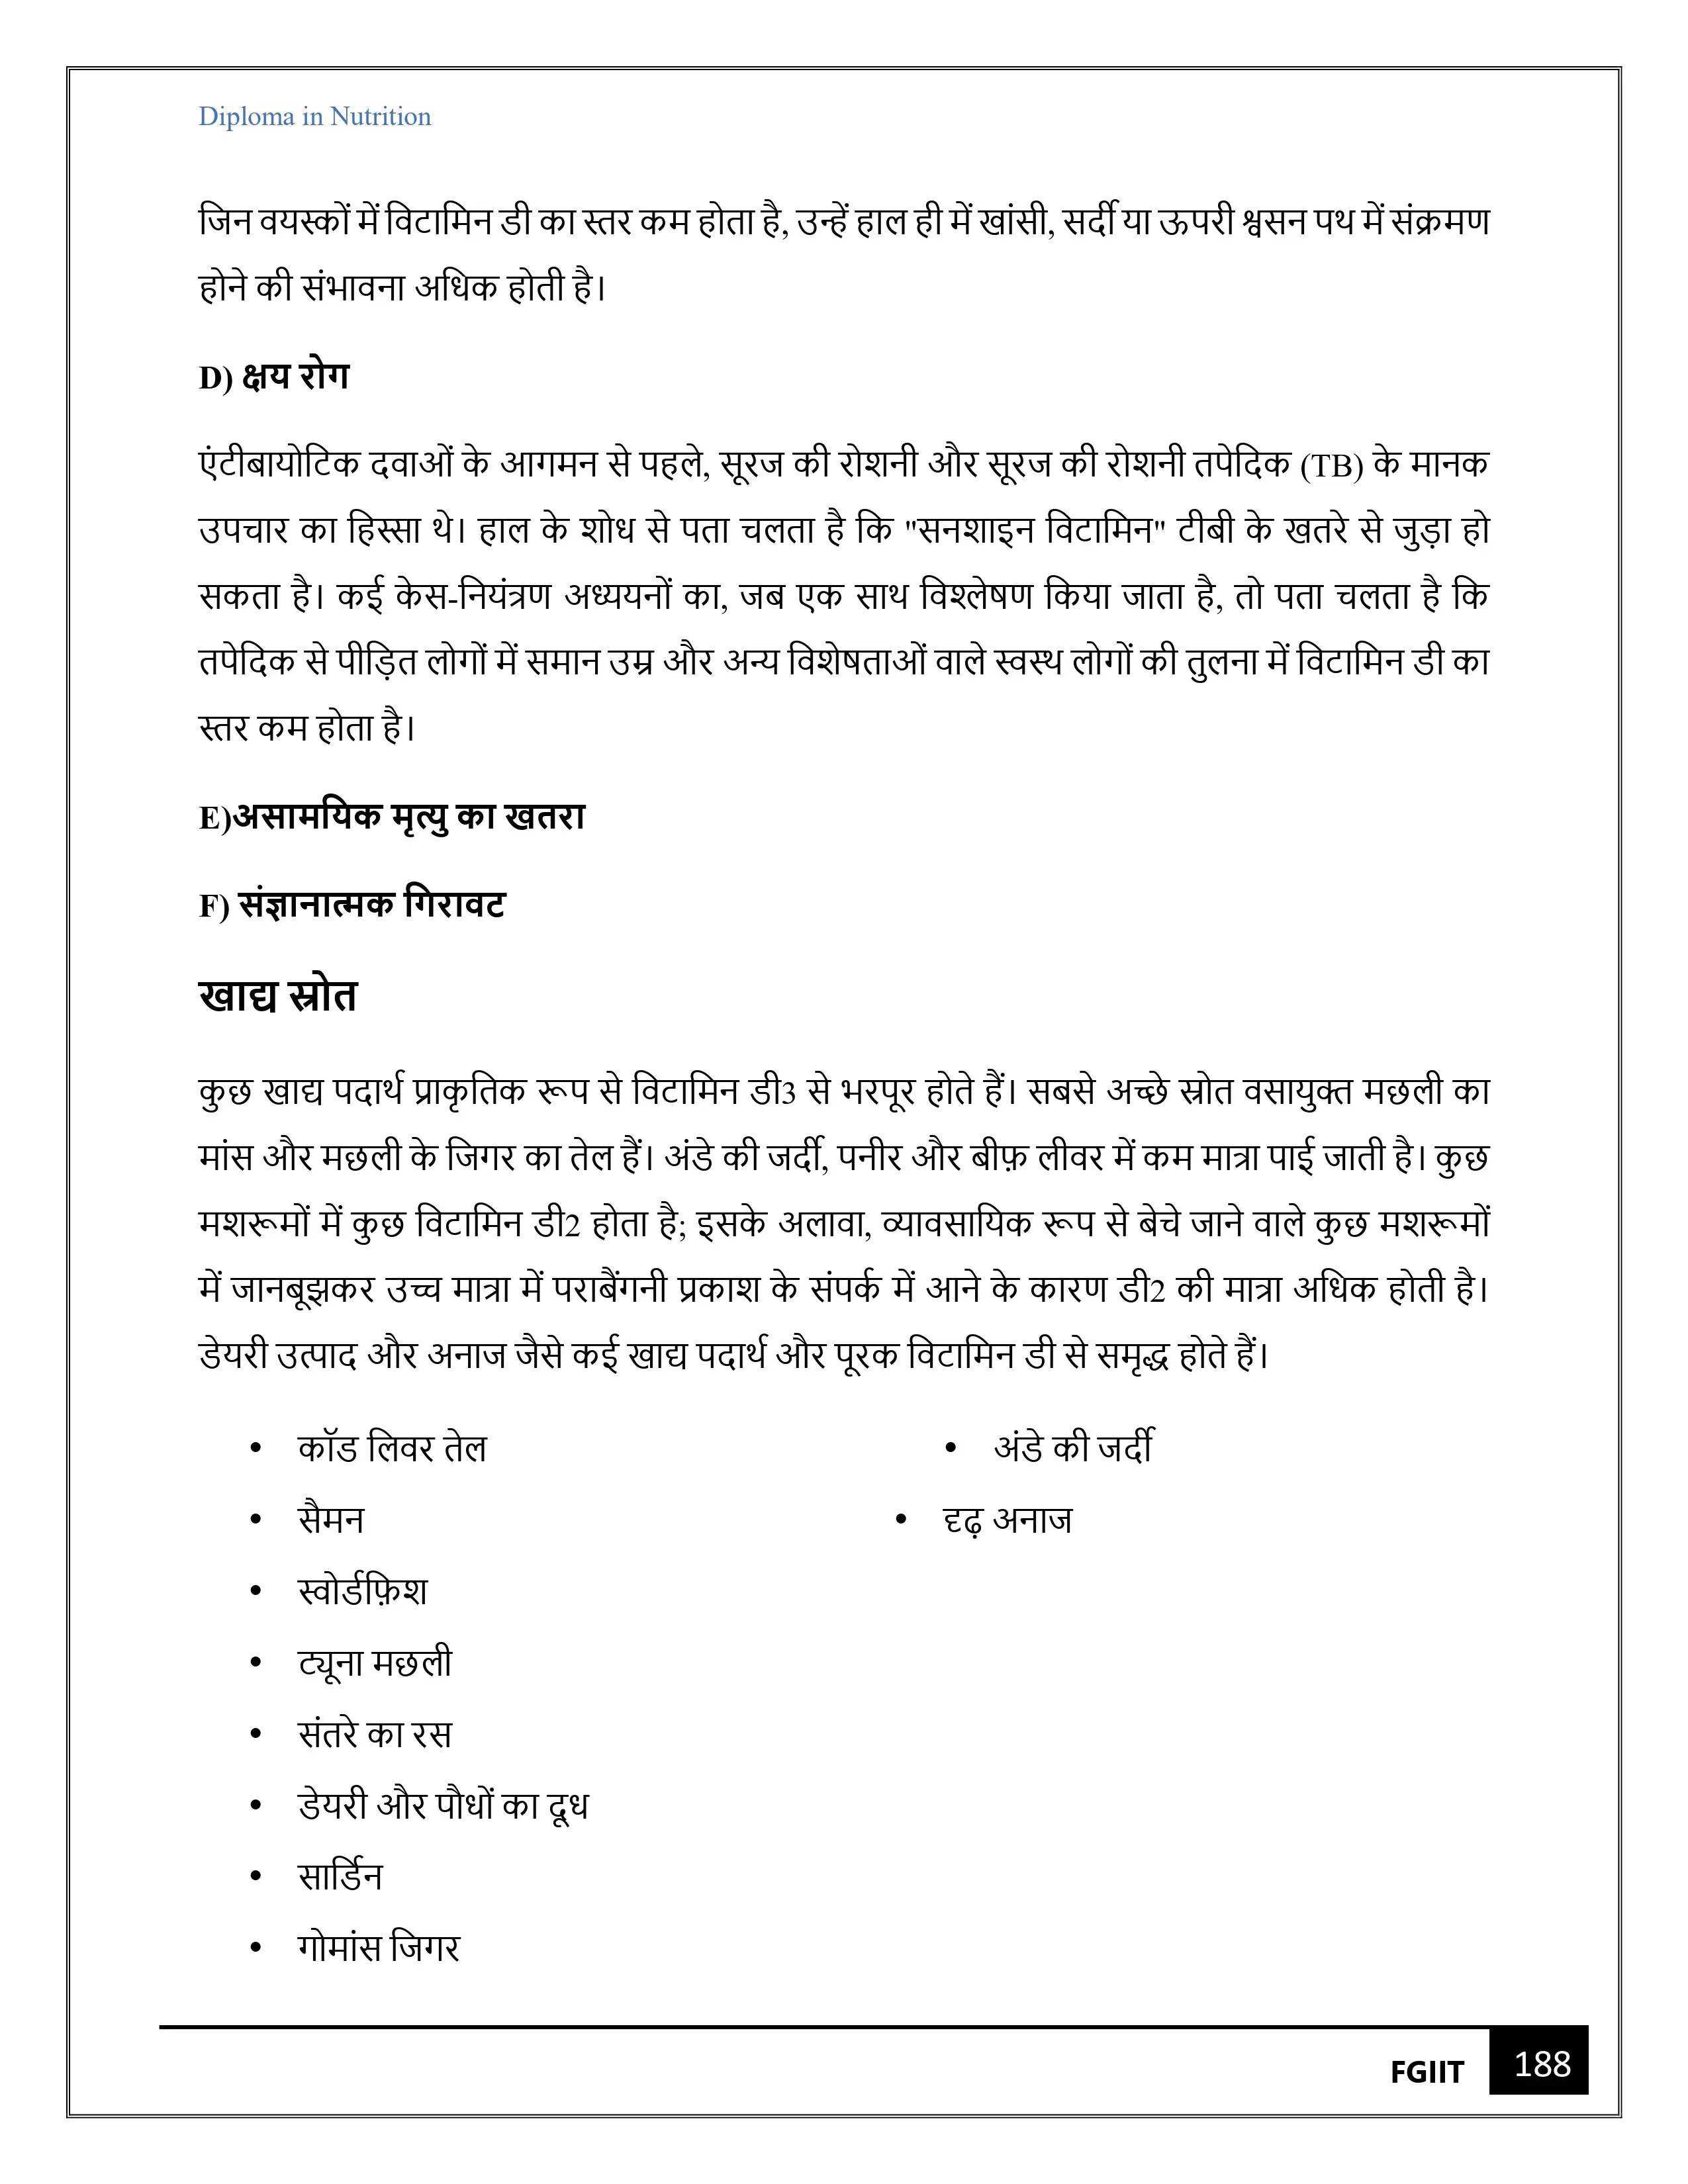 Diploma in Nutrition
जिन वयस्कों में विटामिन डी का स्तर कम होता है, उन्हें हाल ही में खांसी, सर्दी या ऊपरी श्वसन पथ में संक्रमण
होने की संभावना अधिक होती है।
D) क्षय रोग
एंटीबायोटिक दवाओं के आगमन से पहले, सूरज की रोशनी और सूरज की रोशनी तपेदिक (TB) के मानक
उपचार का हिस्सा थे। हाल के शोध से पता चलता है कि "सनशाइन विटामिन" टीबी के खतरे से जुड़ा हो
सकता है। कई केस-नियंत्रण अध्ययनों का, जब एक साथ विश्लेषण किया जाता है, तो पता चलता है कि
तपेदिक से पीड़ित लोगों में समान उम्र और अन्य विशेषताओं वाले स्वस्थ लोगों की तुलना में विटामिन डी का
स्तर कम होता है।
E)असामयिक मृत्यु का खतरा
F) संज्ञानात्मक गिरावट
खाद्य स्रोत
कुछ खाद्य पदार्थ प्राकृतिक रूप से विटामिन डी3 से भरपूर होते हैं। सबसे अच्छे स्रोत वसायुक्त मछली का
मांस और मछली के जिगर का तेल हैं। अंडे की जर्दी, पनीर और बीफ़ लीवर में कम मात्रा पाई जाती है। कुछ
मशरूमों में कुछ विटामिन डी2 होता है; इसके अलावा, व्यावसायिक रूप से बेचे जाने वाले कुछ मशरूमों
में जानबूझकर उच्च मात्रा में पराबैंगनी प्रकाश के संपर्क में आने के कारण डी2 की मात्रा अधिक होती है।
डेयरी उत्पाद और अनाज जैसे कई खाद्य पदार्थ और पूरक विटामिन डी से समृद्ध होते हैं।
• कॉड लिवर तेल
• सैमन
• स्वोर्डफ़िश
• ट्यूना मछली
• संतरे का रस
• डेयरी और पौधों का दूध
• सार्डिन
• गोमांस जिगर
• अंडे की जर्दी
• दृढ़ अनाज
FGIIT 188